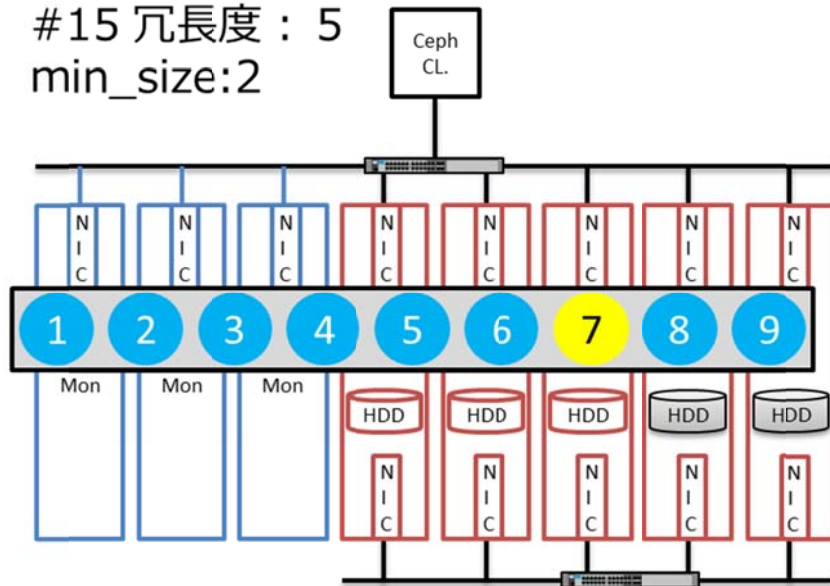 #15 冗長度： 5
min_size:2
Ceph
CL.
NIC NIC NIC NIC NIC NIC NIC NIC
1 2 3 4 5 6 7 8 9
Mon Mon Mon
HDD HDD HDD HDD HDD
NIC NIC NIC NIC NIC